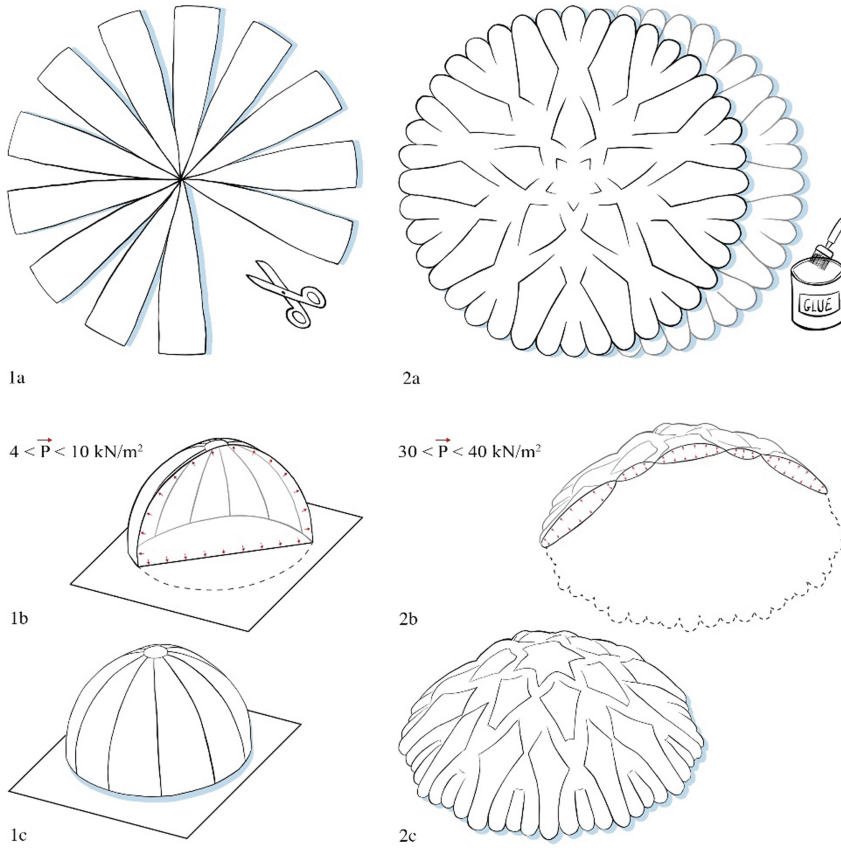 GLUE
1a
2a
4 < P⃗ < 10 kN/m²
30 < P⃗ < 40 kN/m²
1b
2b
1c
2c